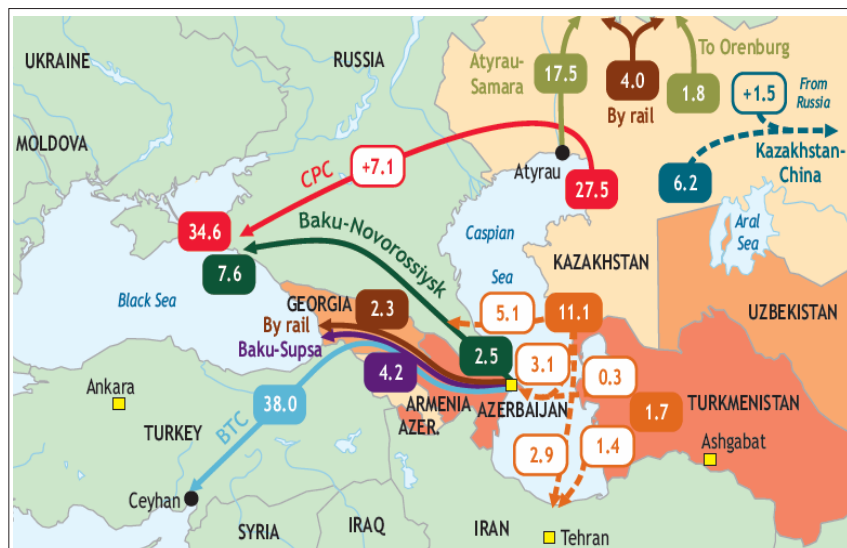 To Orenburg
Atyrau-
Samara
17.5
4.0
1.8
By rail
+1.5
From
Russia
Kazakhstan-
China
6.2
UKRAINE
RUSSIA
MOLDOVA
CPC
+7.1
Atyrau
27.5
34.6
Baku-Novorossiysk
7.6
Caspian
Sea
Aral
Sea
KAZAKHSTAN
UZBEKISTAN
Black Sea
GEORGIA
2.3
By rail
Baku-Supsa
5.1
11.1
2.5
3.1
0.3
4.2
Ankara
38.0
ARMENIA
AZERBAIJAN
AZER.
1.7
TURKMENISTAN
TURKEY
BTC
2.9
1.4
Ashgabat
Ceyhan
SYRIA
IRAQ
IRAN
Tehran